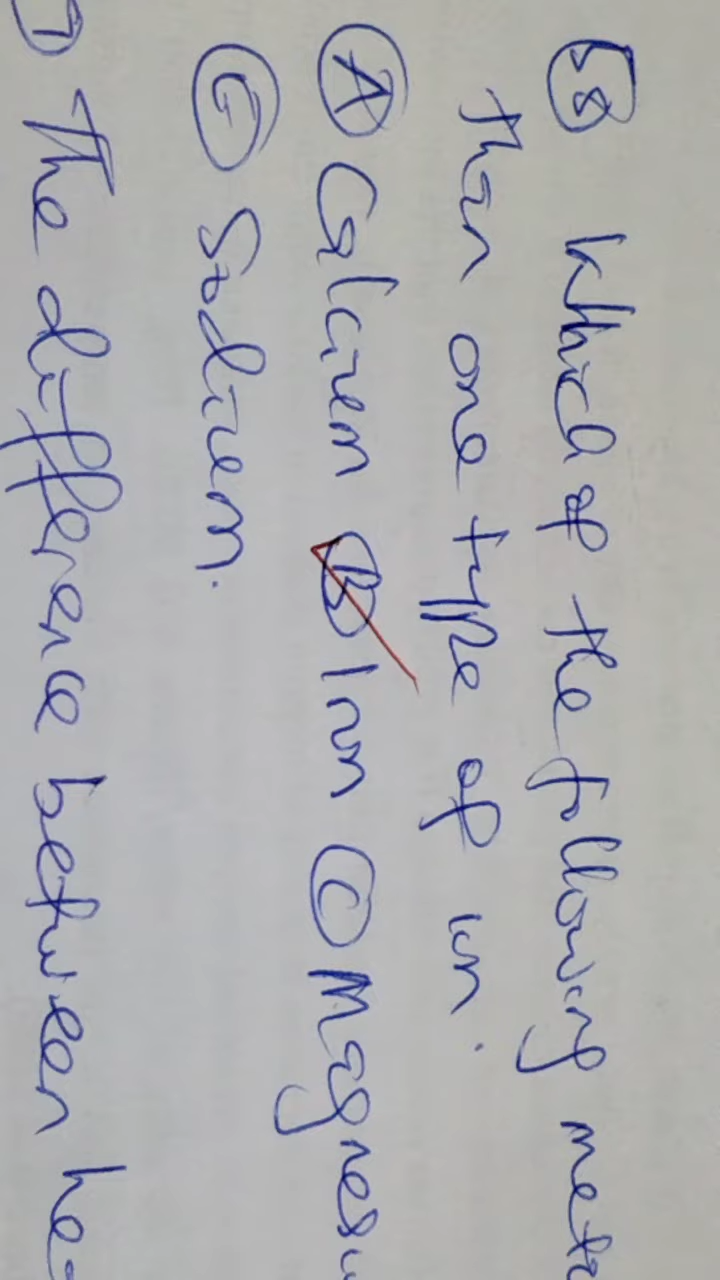 58 Which of the following meta
than one type of ion.
A Calcium B Iron C Magnesiu
E Sodium.
7 The difference between he